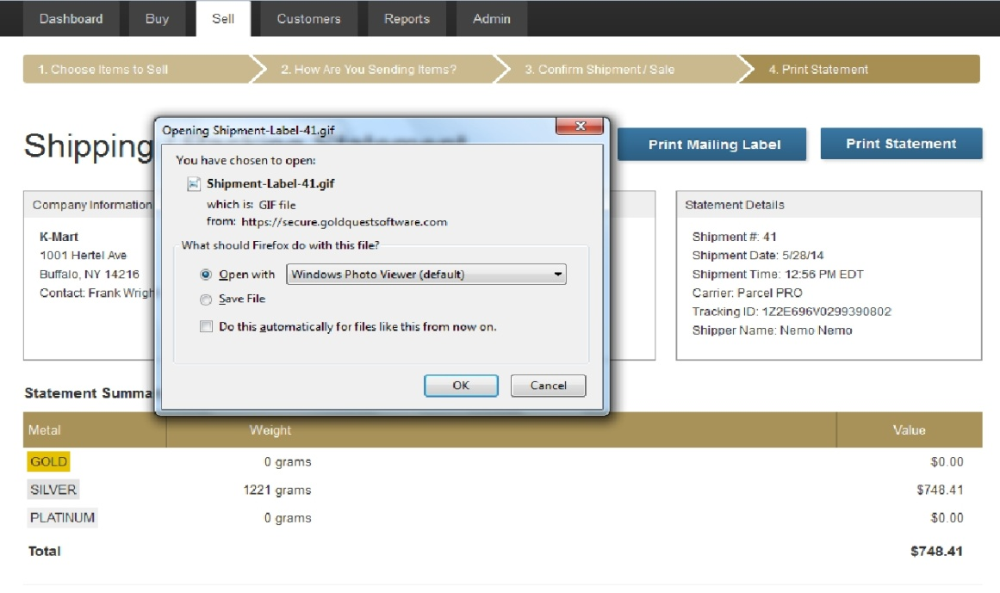 Dashboard Buy Sell Customers Reports Admin
1. Choose Items to Sell 2. How Are You Sending Items? 3. Confirm Shipment / Sale 4. Print Statement
Shipping
Print Mailing Label Print Statement
Opening Shipment-Label-41.gif
You have chosen to open:
Shipment-Label-41.gif
which is: GIF file
from: https://secure.goldquestsoftware.com
What should Firefox do with this file?
Open with Windows Photo Viewer (default)
Save File
Do this automatically for files like this from now on.
OK Cancel
Company Information
K-Mart
1001 Hertel Ave
Buffalo, NY 14216
Contact: Frank Wrigh
Statement Details
Shipment #: 41
Shipment Date: 5/28/14
Shipment Time: 12:56 PM EDT
Carrier: Parcel PRO
Tracking ID: 1Z2E696V0299390802
Shipper Name: Nemo Nemo
Statement Summa
Metal Weight Value
GOLD 0 grams $0.00
SILVER 1221 grams $748.41
PLATINUM 0 grams $0.00
Total $748.41